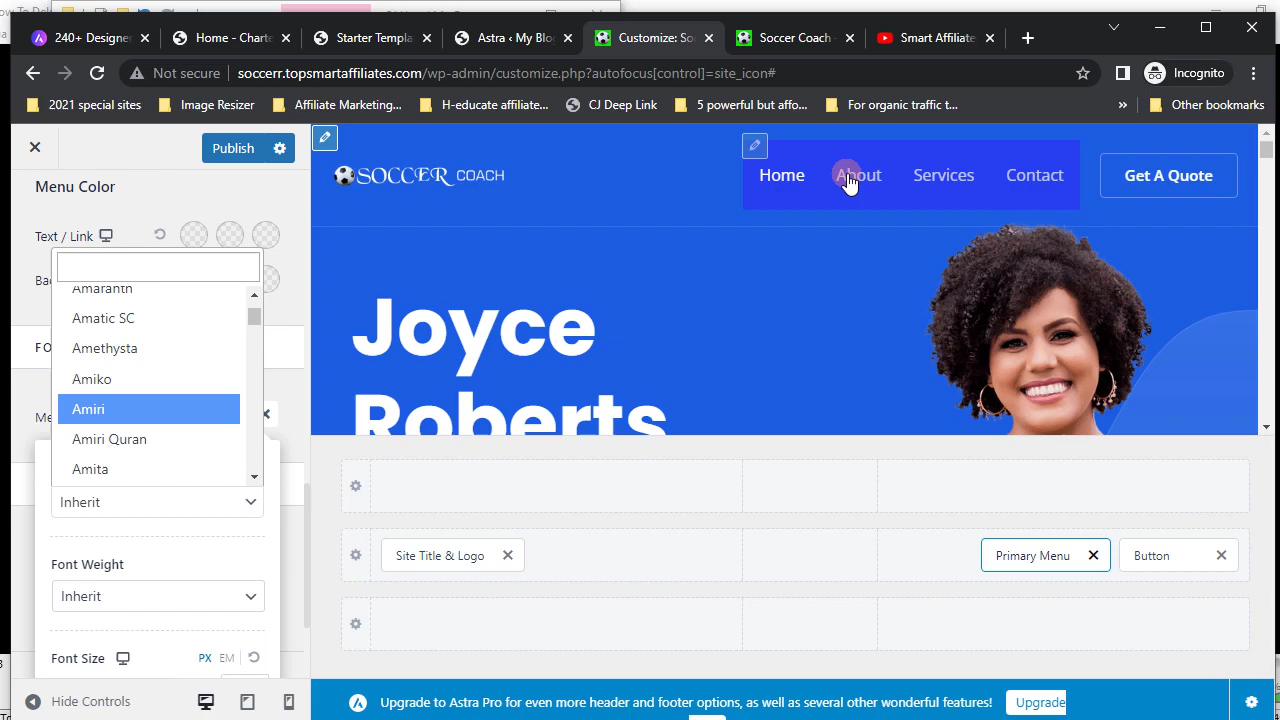 240+ Designer
Home - Charte
Starter Templa
Astra ‹ My Blo
Customize: So
Soccer Coach -
Smart Affiliate
Not secure
soccerr.topsmartaffiliates.com/wp-admin/customize.php?autofocus[control]=site_icon#
Incognito
2021 special sites
Image Resizer
Affiliate Marketing...
H-educate affiliate...
CJ Deep Link
5 powerful but affo...
For organic traffic t...
Other bookmarks
Publish
Menu Color
Text / Link
Bac
Amaranth
Amatic SC
Amethysta
Amiko
Amiri
Amiri Quran
Amita
FO
Me
Inherit
Font Weight
Inherit
Font Size
PX
EM
Hide Controls
SOCCER COACH
Home
About
Services
Contact
Get A Quote
Joyce
Roberts
Site Title & Logo
Primary Menu
Button
Upgrade to Astra Pro for even more header and footer options, as well as several other wonderful features!
Upgrade